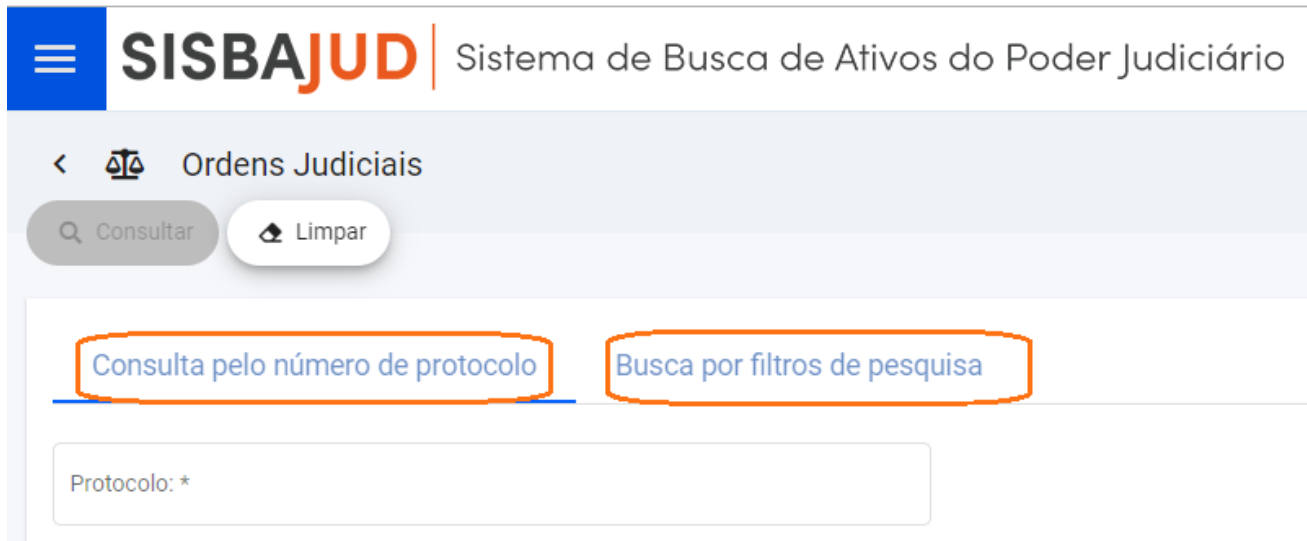 SISBAJUD Sistema de Busca de Ativos do Poder Judiciário
Ordens Judiciais
Consultar Limpar
Consulta pelo número de protocolo Busca por filtros de pesquisa
Protocolo: *